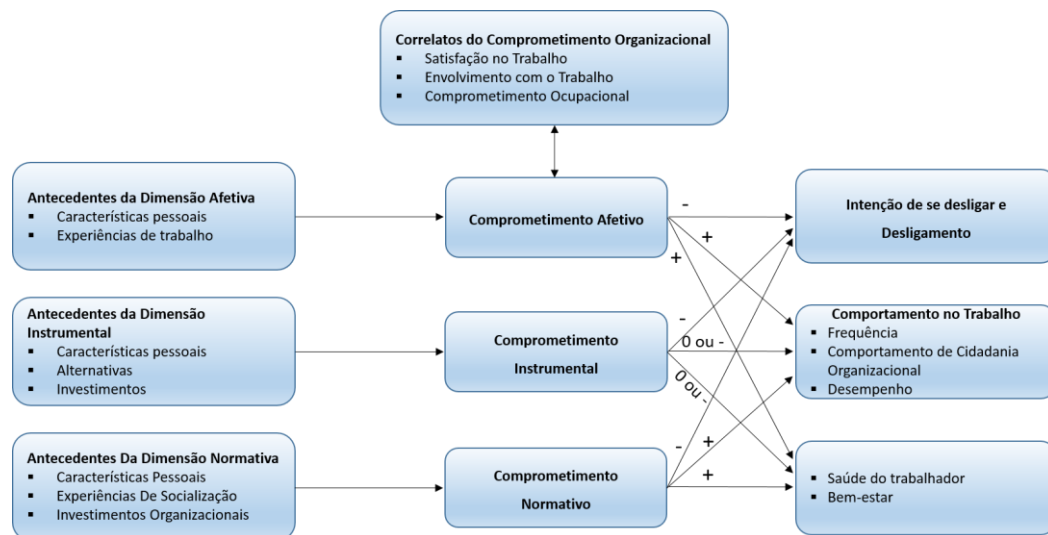 Correlatos do Comprometimento Organizacional
▪ Satisfação no Trabalho
▪ Envolvimento com o Trabalho
▪ Comprometimento Ocupacional
Antecedentes da Dimensão Afetiva
▪ Características pessoais
▪ Experiências de trabalho
Comprometimento Afetivo
-
+
+
Intenção de se desligar e
Desligamento
Antecedentes da Dimensão
Instrumental
▪ Características pessoais
▪ Alternativas
▪ Investimentos
Comprometimento
Instrumental
-
0 ou -
0 ou -
Comportamento no Trabalho
▪ Frequência
▪ Comportamento de Cidadania
Organizacional
▪ Desempenho
Antecedentes Da Dimensão Normativa
▪ Características Pessoais
▪ Experiências De Socialização
▪ Investimentos Organizacionais
Comprometimento
Normativo
-
+
+
▪ Saúde do trabalhador
▪ Bem-estar